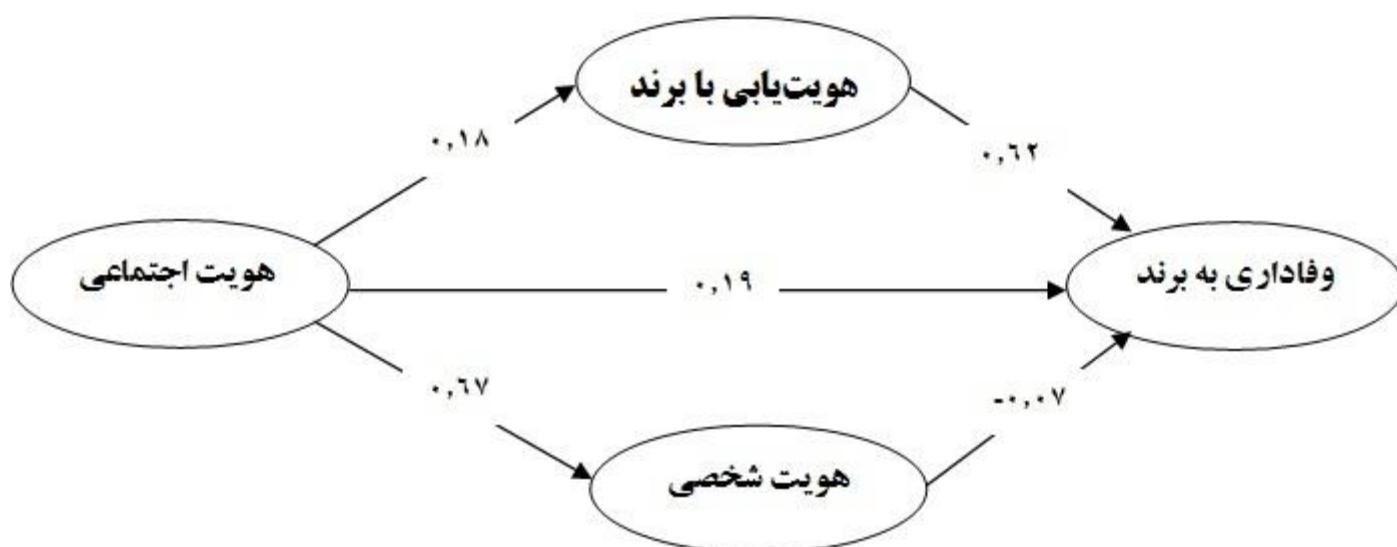 هویت‌یابی با برند
۰,۱۸
۰,۶۲
هویت اجتماعی
۰,۱۹
وفاداری به برند
۰,۶۷
-۰,۰۷
هویت شخصی